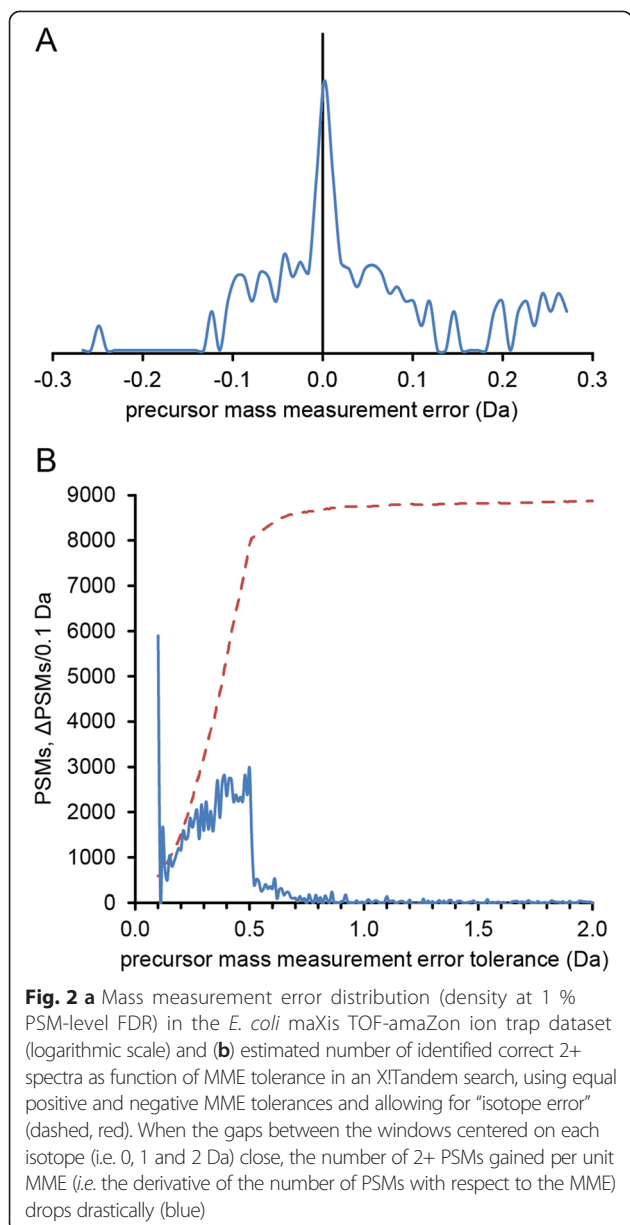 A
-0.3 -0.2 -0.1 0.0 0.1 0.2 0.3
precursor mass measurement error (Da)
B
PSMs, ΔPSMs/0.1 Da
9000
8000
7000
6000
5000
4000
3000
2000
1000
0
0.0 0.5 1.0 1.5 2.0
precursor mass measurement error tolerance (Da)
Fig. 2 a Mass measurement error distribution (density at 1 %
PSM-level FDR) in the E. coli maXis TOF-amaZon ion trap dataset
(logarithmic scale) and (b) estimated number of identified correct 2+
spectra as function of MME tolerance in an X!Tandem search, using equal
positive and negative MME tolerances and allowing for “isotope error”
(dashed, red). When the gaps between the windows centered on each
isotope (i.e. 0, 1 and 2 Da) close, the number of 2+ PSMs gained per unit
MME (i.e. the derivative of the number of PSMs with respect to the MME)
drops drastically (blue)